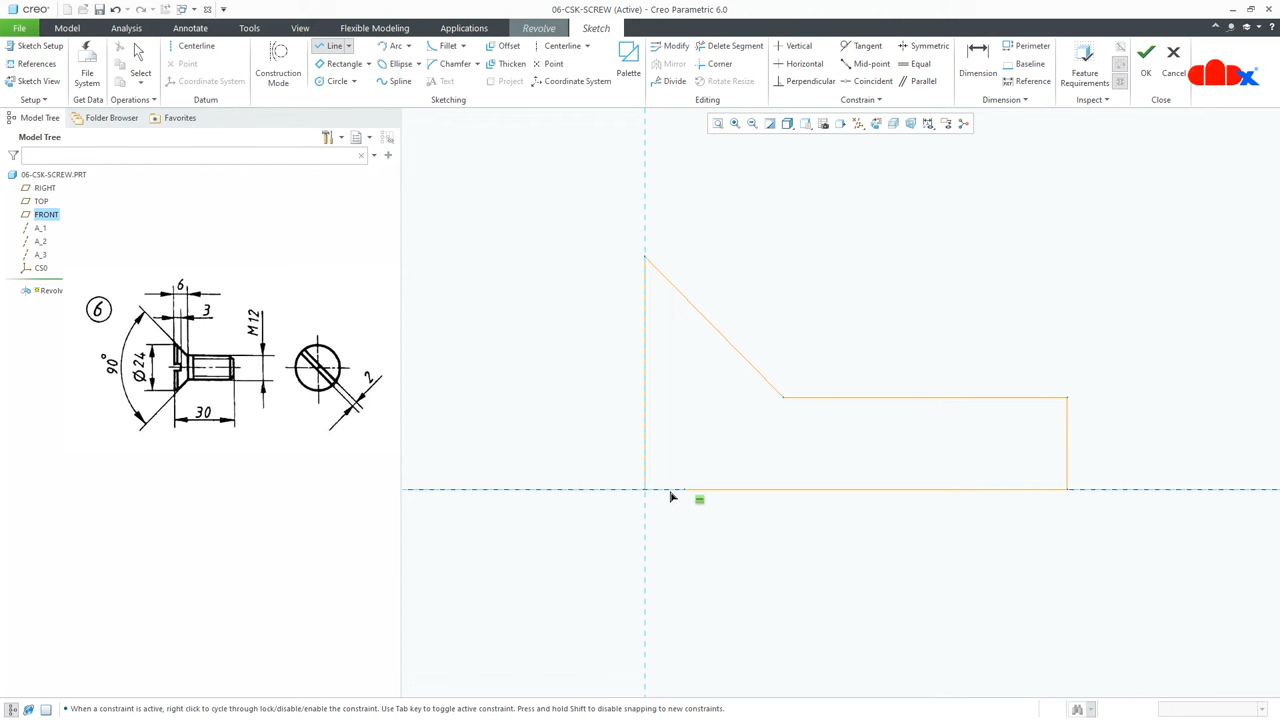 creo
06-CSK-SCREW (Active) - Creo Parametric 6.0
File Model Analysis Annotate Tools View Flexible Modeling Applications Revolve Sketch
Sketch Setup Centerline Line Arc Fillet Offset Centerline Modify Delete Segment Vertical Tangent Symmetric Perimeter
References Point Rectangle Ellipse Chamfer Thicken Point Mirror Corner Horizontal Mid-point Equal Baseline
Sketch View Coordinate System Circle Spline Text Project Coordinate System Divide Rotate Resize Perpendicular Coincident Parallel Reference
File System Select Construction Mode Palette Dimension Feature Requirements OK Cancel
Setup Get Data Operations Datum Sketching Editing Constrain Dimension Inspect Close
Model Tree Folder Browser Favorites
Model Tree
06-CSK-SCREW.PRT
RIGHT
TOP
FRONT
A_1
A_2
A_3
CS0
*Revolv
6
6
3
M12
90°
Ø24
2
30
• When a constraint is active, right click to cycle through lock/disable/enable the constraint. Use Tab key to toggle active constraint. Press and hold Shift to disable snapping to new constraints.